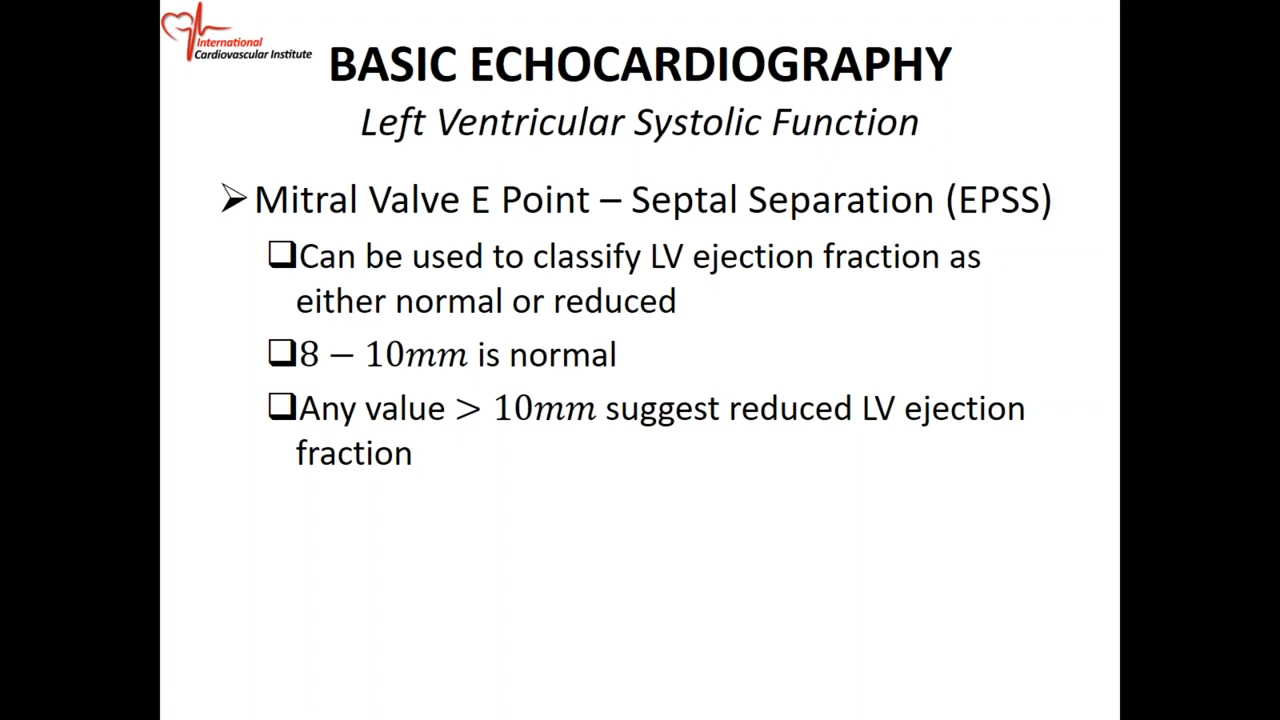 International
Cardiovascular Institute
BASIC ECHOCARDIOGRAPHY
Left Ventricular Systolic Function
Mitral Valve E Point – Septal Separation (EPSS)
Can be used to classify LV ejection fraction as
either normal or reduced
8 − 10mm is normal
Any value > 10mm suggest reduced LV ejection
fraction